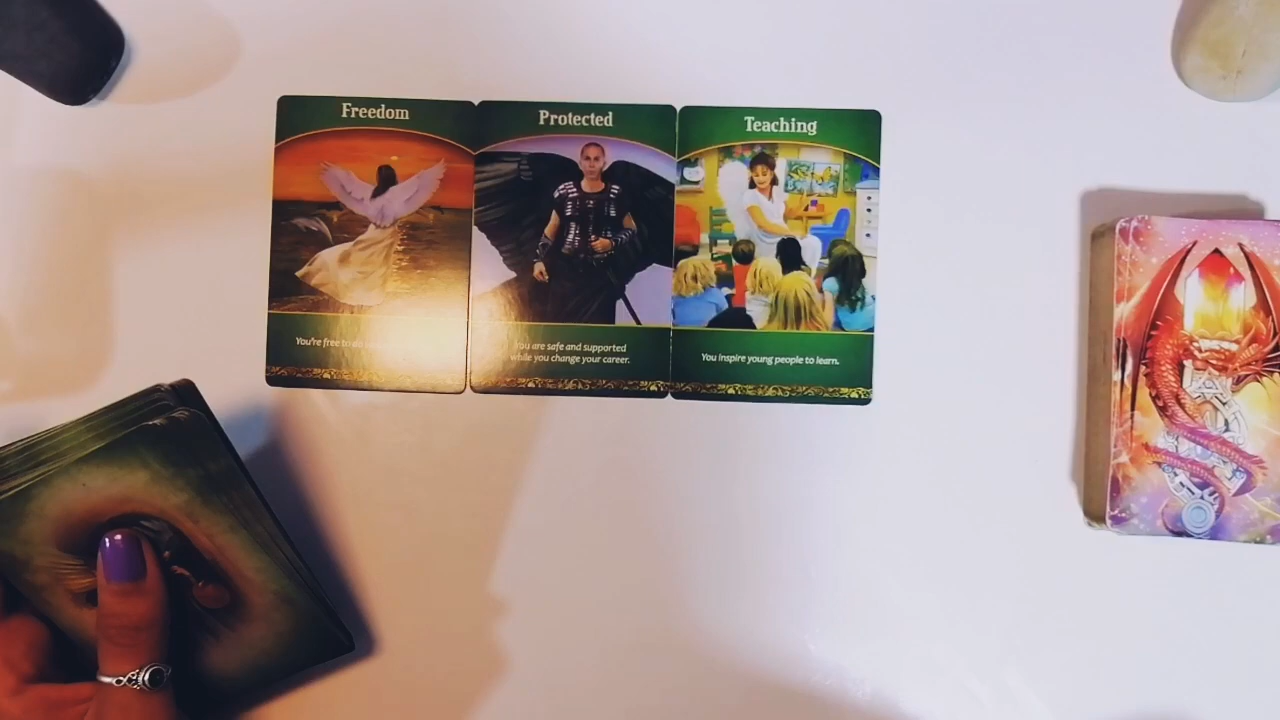 Freedom
You're free to do
Protected
You are safe and supported
while you change your career.
Teaching
You inspire young people to learn.